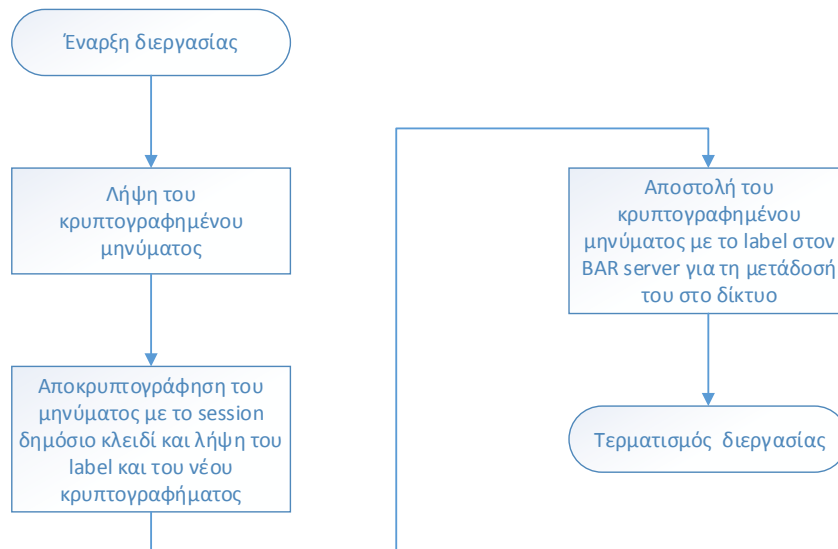 Έναρξη διεργασίας
Λήψη του
κρυπτογραφημένου
μηνύματος
Αποκρυπτογράφηση του
μηνύματος με το session
δημόσιο κλειδί και λήψη του
label και του νέου
κρυπτογραφήματος
Αποστολή του
κρυπτογραφημένου
μηνύματος με το label στον
BAR server για τη μετάδοσή
του στο δίκτυο
Τερματισμός διεργασίας